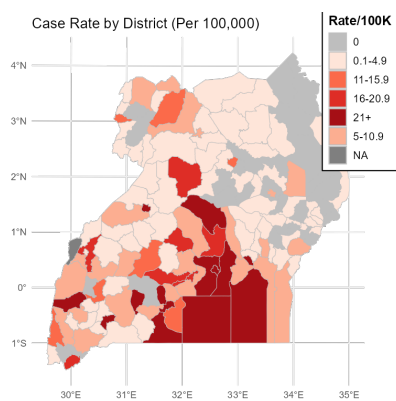 Case Rate by District (Per 100,000)
Rate/100K
0
0.1-4.9
11-15.9
16-20.9
21+
5-10.9
NA
4°N
3°N
2°N
1°N
0°
1°S
30°E
31°E
32°E
33°E
34°E
35°E